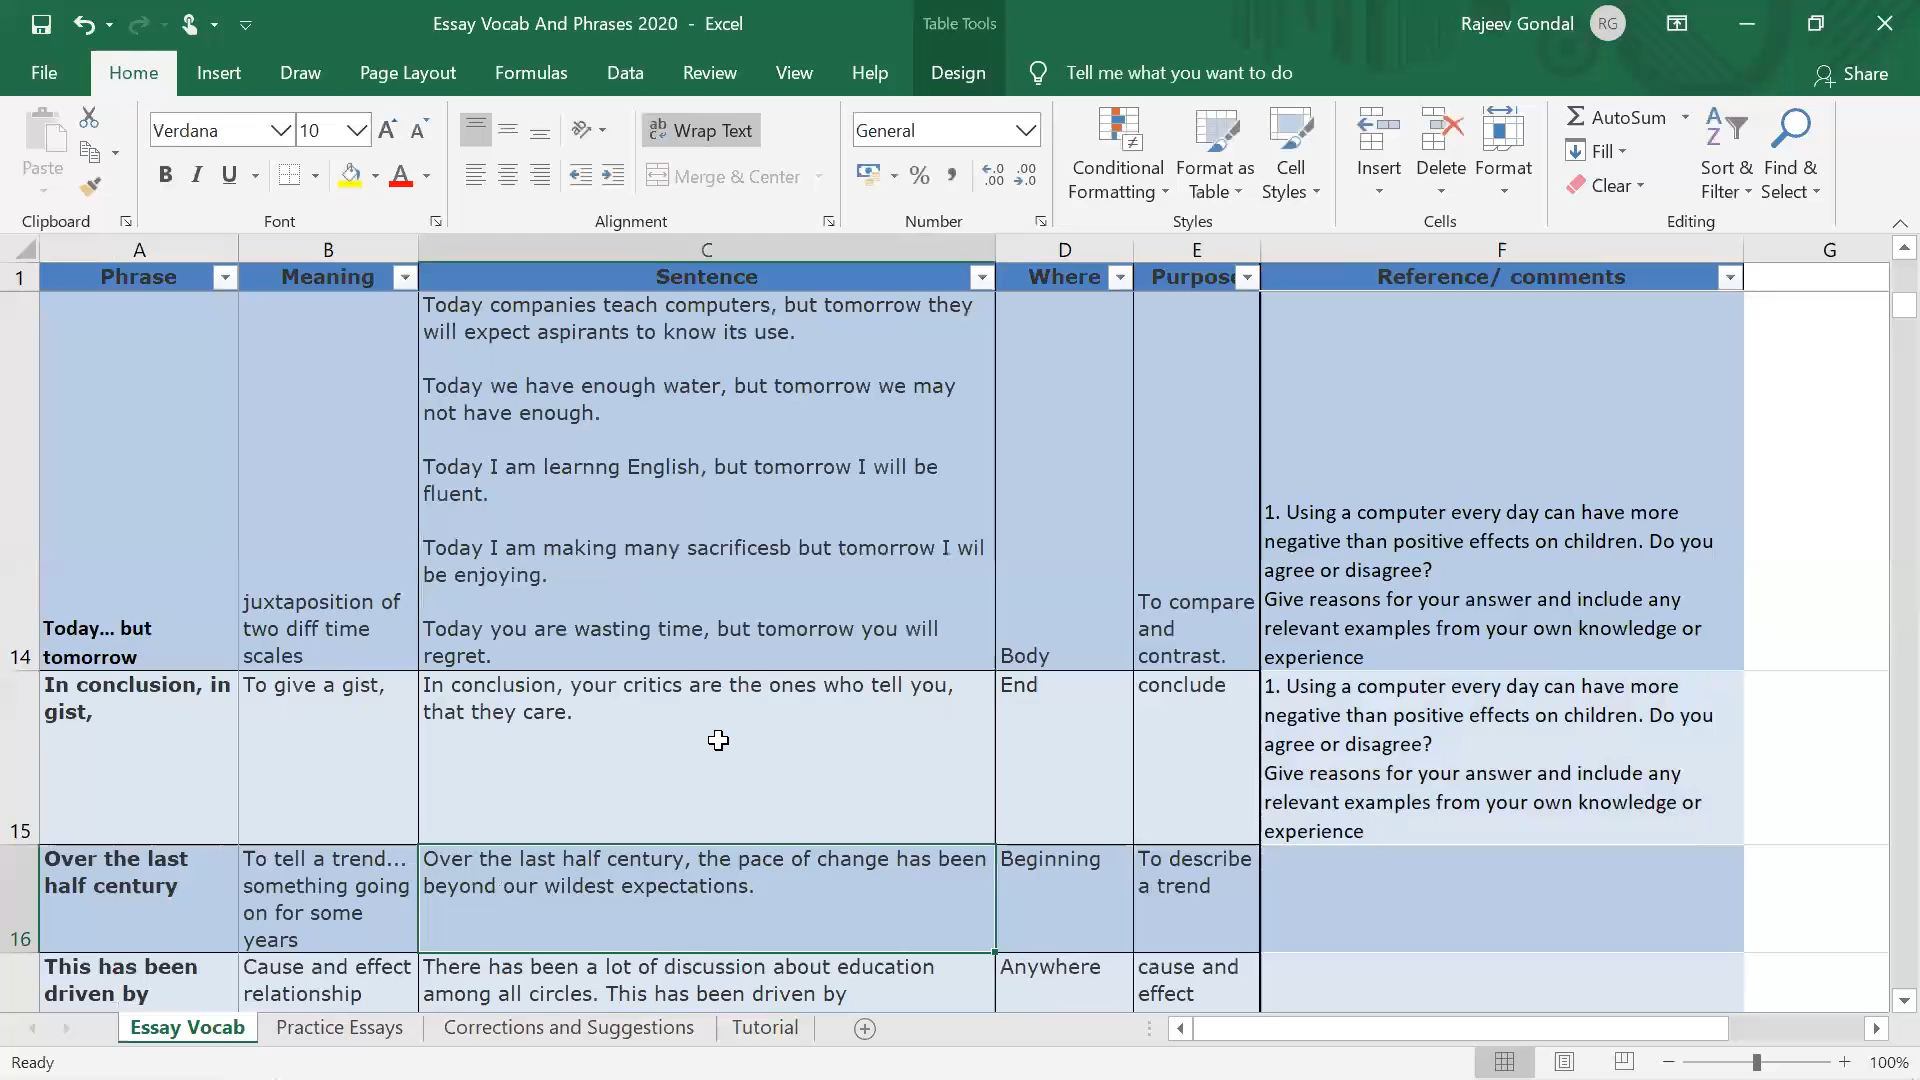 Essay Vocab And Phrases 2020 - Excel
Table Tools
Rajeev Gondal
RG
File Home Insert Draw Page Layout Formulas Data Review View Help Design Tell me what you want to do Share
Paste
Clipboard
Verdana 10
B I U
Font
Wrap Text
Merge & Center
Alignment
General
Number
Conditional Formatting
Format as Table
Cell Styles
Styles
Insert Delete Format
Cells
AutoSum
Fill
Clear
Sort & Filter
Find & Select
Editing
A B C D E F G
1 Phrase Meaning Sentence Where Purpose Reference/ comments
14
Today... but
tomorrow
juxtaposition of
two diff time
scales
Today companies teach computers, but tomorrow they
will expect aspirants to know its use.
Today we have enough water, but tomorrow we may
not have enough.
Today I am learnng English, but tomorrow I will be
fluent.
Today I am making many sacrificesb but tomorrow I wil
be enjoying.
Today you are wasting time, but tomorrow you will
regret.
Body
To compare
and
contrast.
1. Using a computer every day can have more
negative than positive effects on children. Do you
agree or disagree?
Give reasons for your answer and include any
relevant examples from your own knowledge or
experience
15
In conclusion, in
gist,
To give a gist,
In conclusion, your critics are the ones who tell you,
that they care.
End
conclude
1. Using a computer every day can have more
negative than positive effects on children. Do you
agree or disagree?
Give reasons for your answer and include any
relevant examples from your own knowledge or
experience
16
Over the last
half century
To tell a trend...
something going
on for some
years
Over the last half century, the pace of change has been
beyond our wildest expectations.
Beginning
To describe
a trend
This has been
driven by
Cause and effect
relationship
There has been a lot of discussion about education
among all circles. This has been driven by
Anywhere
cause and
effect
Essay Vocab Practice Essays Corrections and Suggestions Tutorial
Ready
100%